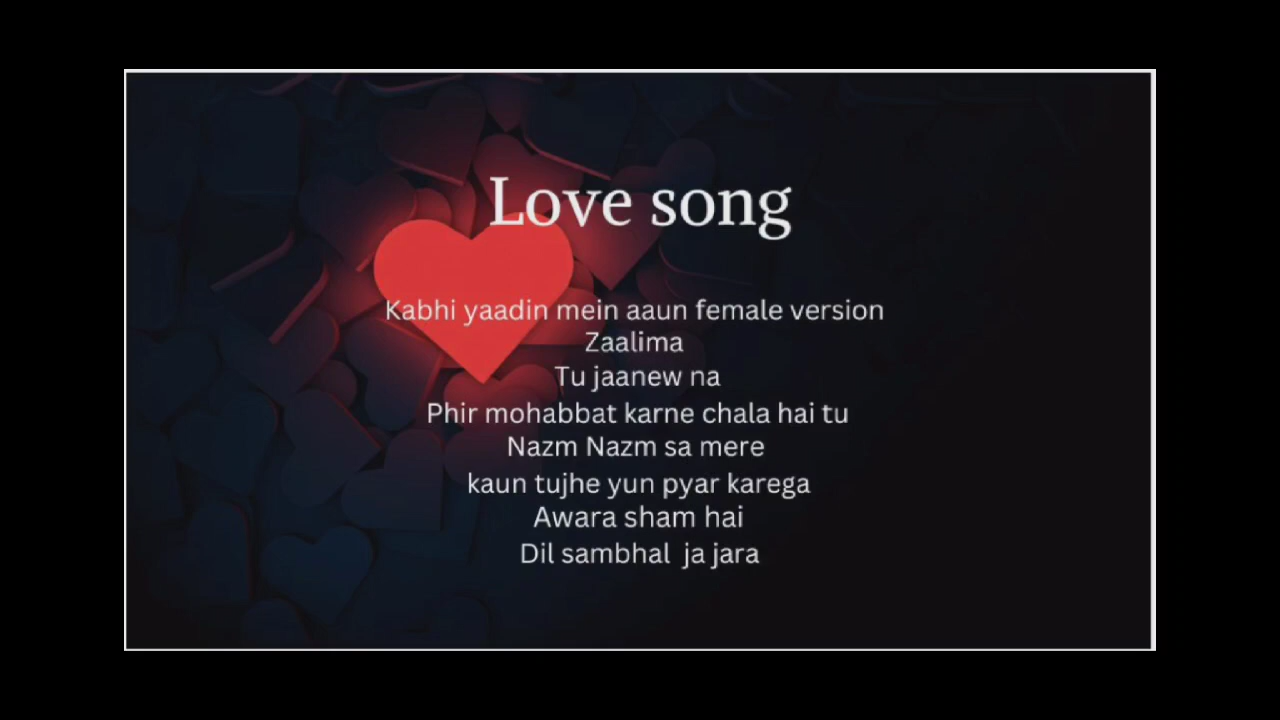 Love song
Kabhi yaadin mein aaun female version
Zaalima
Tu jaanew na
Phir mohabbat karne chala hai tu
Nazm Nazm sa mere
kaun tujhe yun pyar karega
Awara sham hai
Dil sambhal ja jara